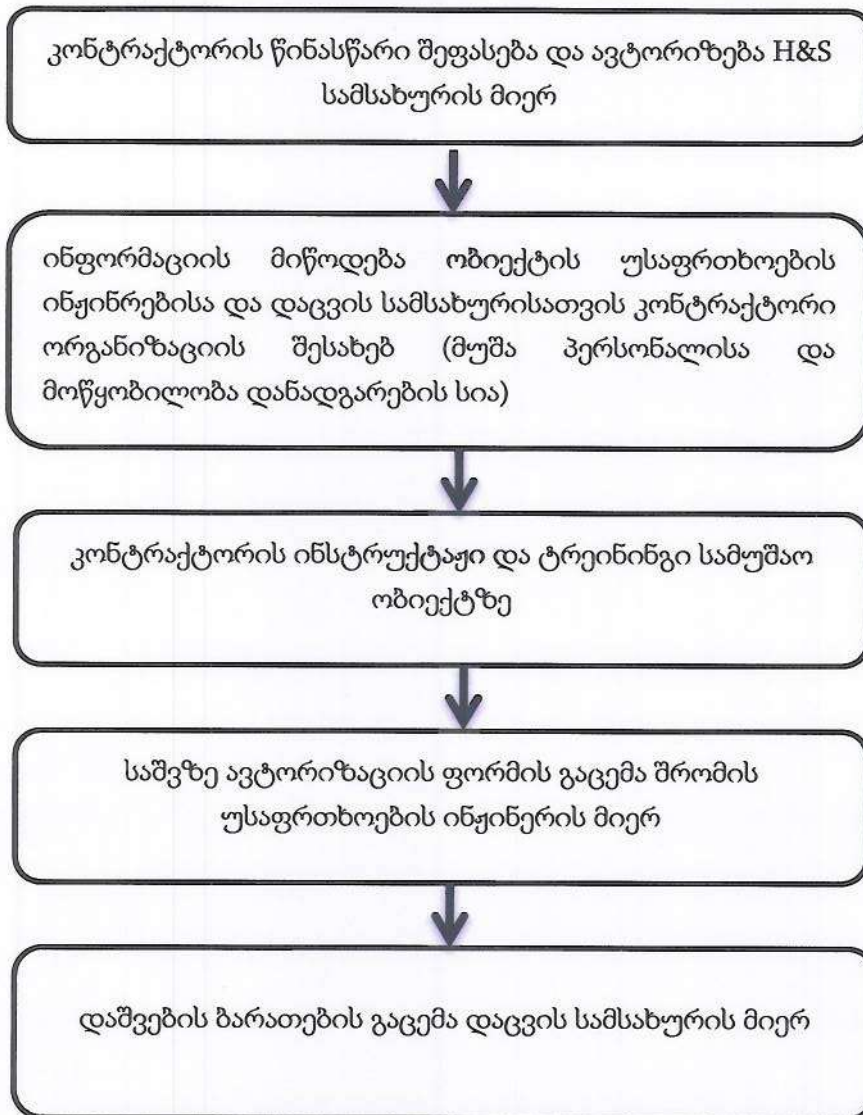 კონტრაქტორის წინასწარი შეფასება და ავტორიზება H&S
სამსახურის მიერ
ინფორმაციის მიწოდება ობიექტის უსაფრთხოების
ინჟინრებისა და დაცვის სამსახურისათვის კონტრაქტორი
ორგანიზაციის შესახებ (მუშა პერსონალისა და
მოწყობილობა დანადგარების სია)
კონტრაქტორის ინსტრუქტაჟი და ტრეინინგი სამუშაო
ობიექტზე
საშვზე ავტორიზაციის ფორმის გაცემა შრომის
უსაფრთხოების ინჟინერის მიერ
დაშვების ბარათების გაცემა დაცვის სამსახურის მიერ